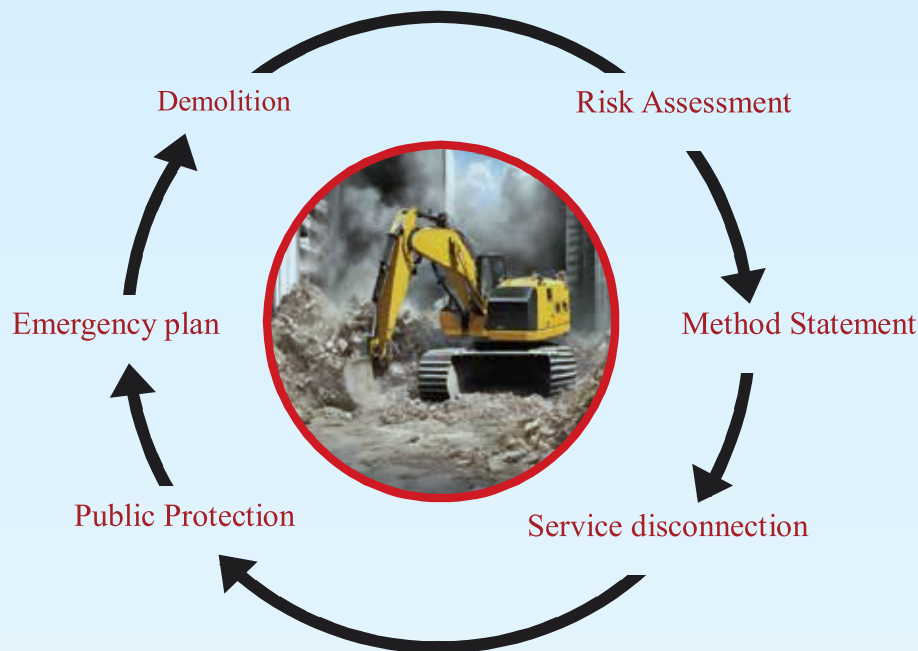 Demolition
Risk Assessment
Emergency plan
Method Statement
Public Protection
Service disconnection